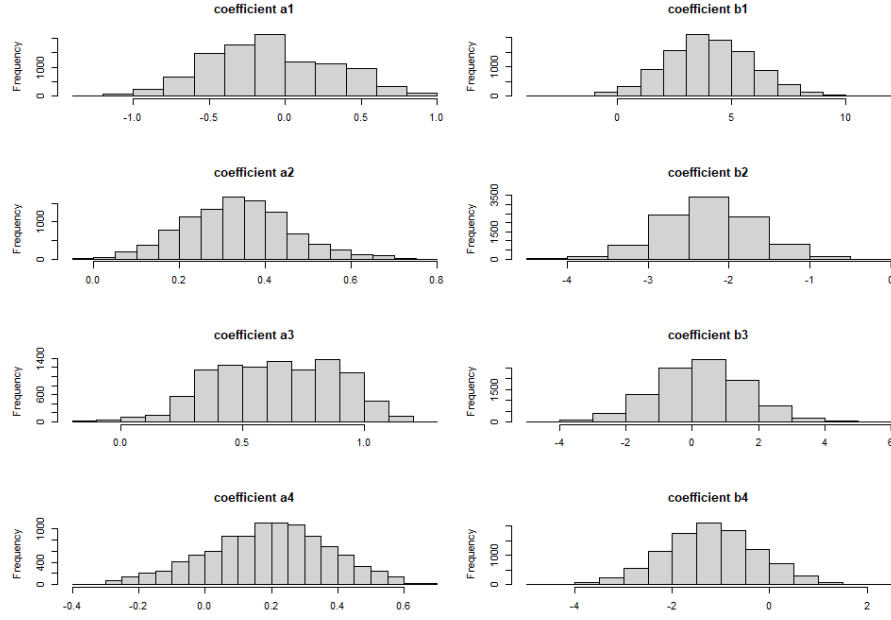 coefficient a1
Frequency
0 1000
-1.0 -0.5 0.0 0.5 1.0
coefficient b1
Frequency
0 1000
0 5 10
coefficient a2
Frequency
0 1000
0.0 0.2 0.4 0.6 0.8
coefficient b2
Frequency
0 1500 3500
-4 -3 -2 -1 0
coefficient a3
Frequency
0 600 1400
0.0 0.5 1.0
coefficient b3
Frequency
0 1500
-4 -2 0 2 4 6
coefficient a4
Frequency
0 400 1000
-0.4 -0.2 0.0 0.2 0.4 0.6
coefficient b4
Frequency
0 1000
-4 -2 0 2